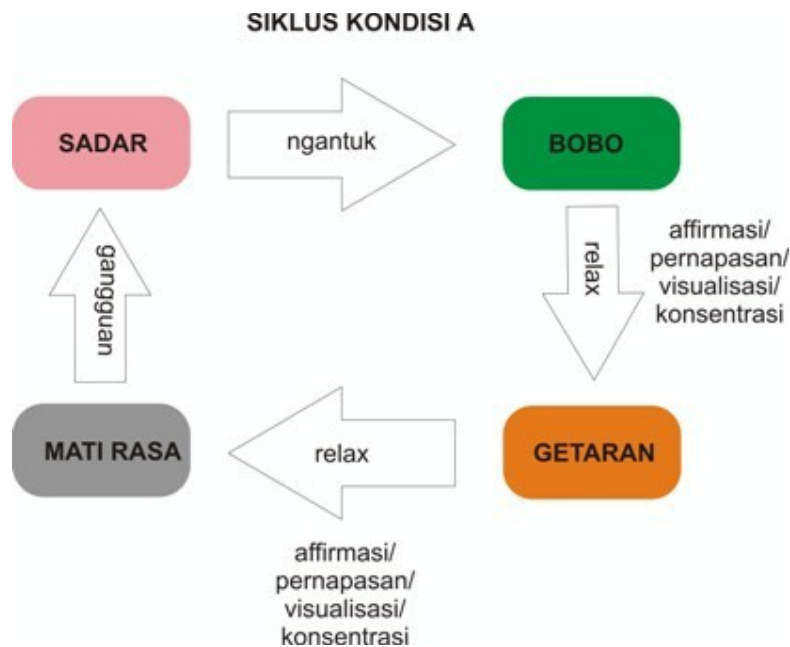 SIKLUS KONDISI A
SADAR
ngantuk
BOBO
relax
affirmasi/
pernapasan/
visualisasi/
konsentrasi
gangguan
MATI RASA
relax
GETARAN
affirmasi/
pernapasan/
visualisasi/
konsentrasi